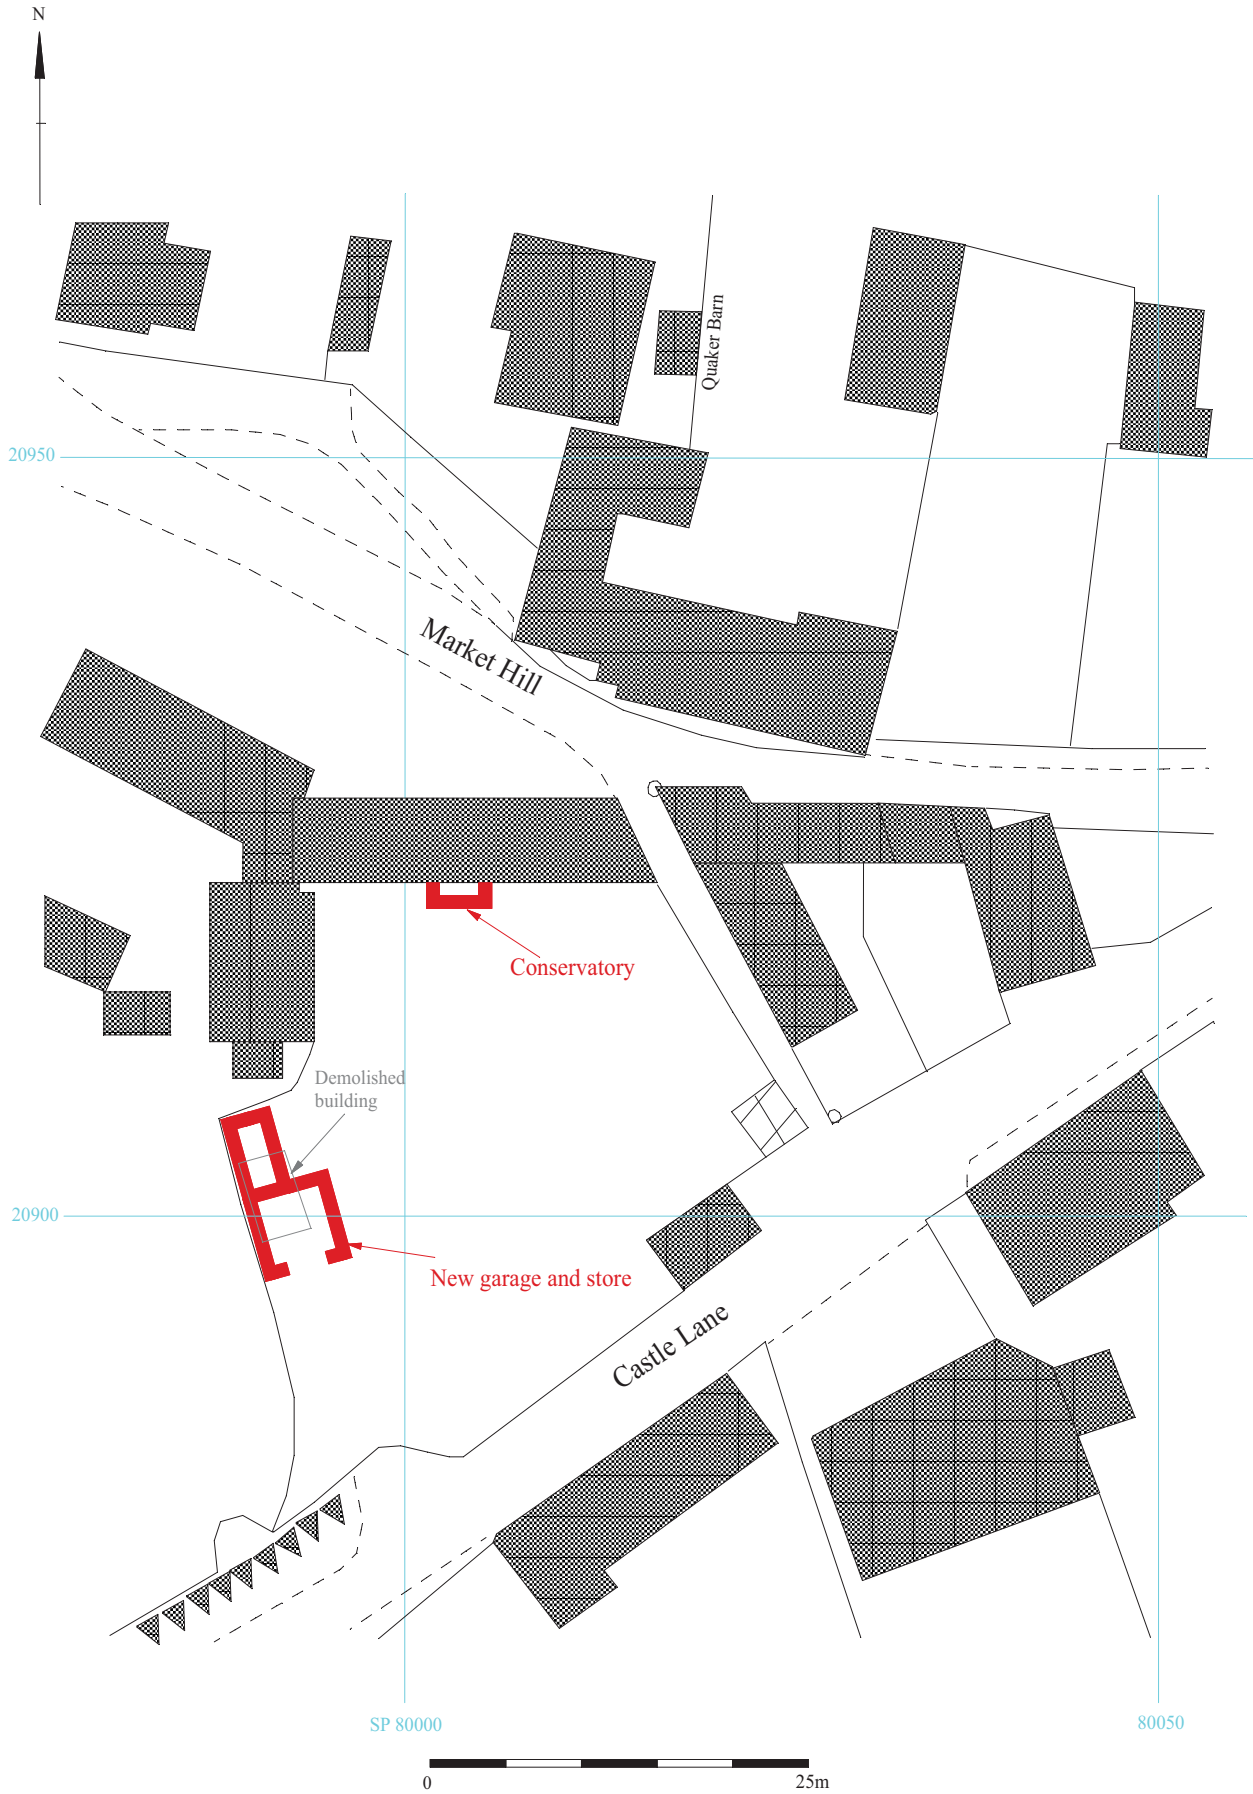 N
Quaker Barn
20950
Market Hill
Conservatory
Demolished
building
20900
New garage and store
Castle Lane
SP 80000
80050
0
25m